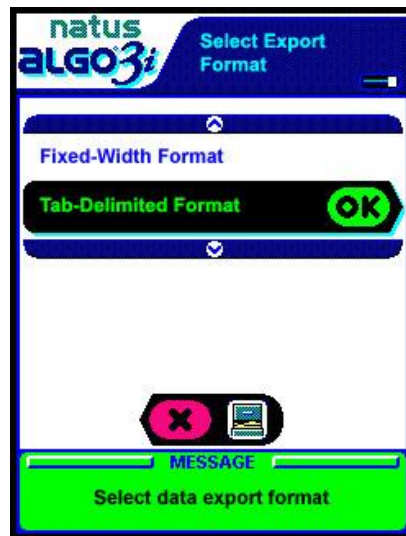 natus
ALGO3i
Select Export
Format
Fixed-Width Format
Tab-Delimited Format
OK
MESSAGE
Select data export format